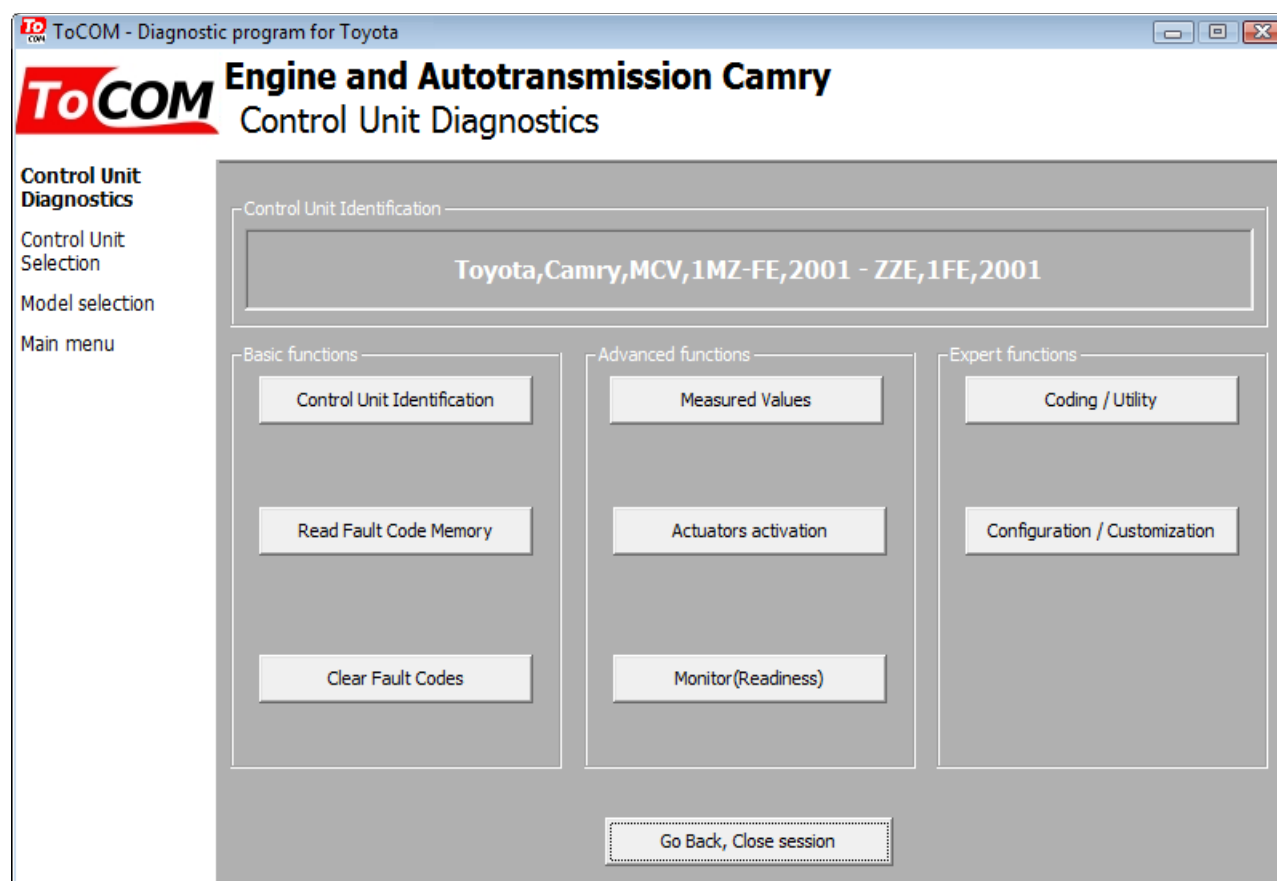 To
COM
ToCOM - Diagnostic program for Toyota
ToCOM
Engine and Autotransmission Camry
Control Unit Diagnostics
Control Unit
Diagnostics
Control Unit
Selection
Model selection
Main menu
Control Unit Identification
Toyota,Camry,MCV,1MZ-FE,2001 - ZZE,1FE,2001
Basic functions
Control Unit Identification
Read Fault Code Memory
Clear Fault Codes
Advanced functions
Measured Values
Actuators activation
Monitor(Readiness)
Expert functions
Coding / Utility
Configuration / Customization
Go Back, Close session